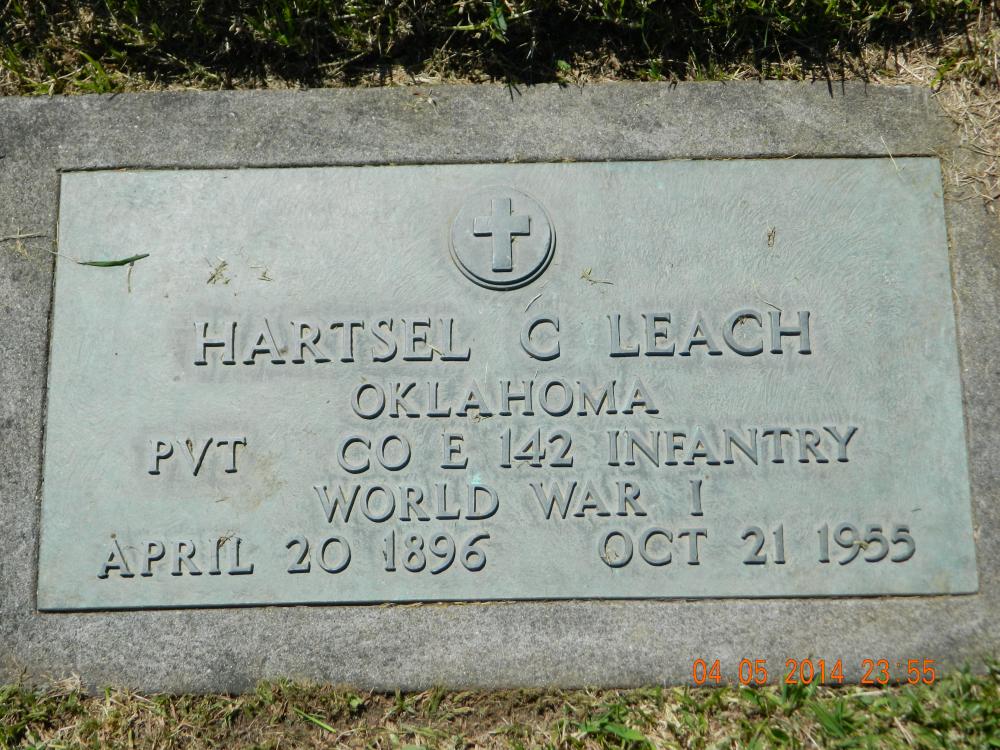 HARTSEL C LEACH
OKLAHOMA
PVT CO E 142 INFANTRY
WORLD WAR I
APRIL 20 1896 OCT 21 1955
04 05 2014 23:55